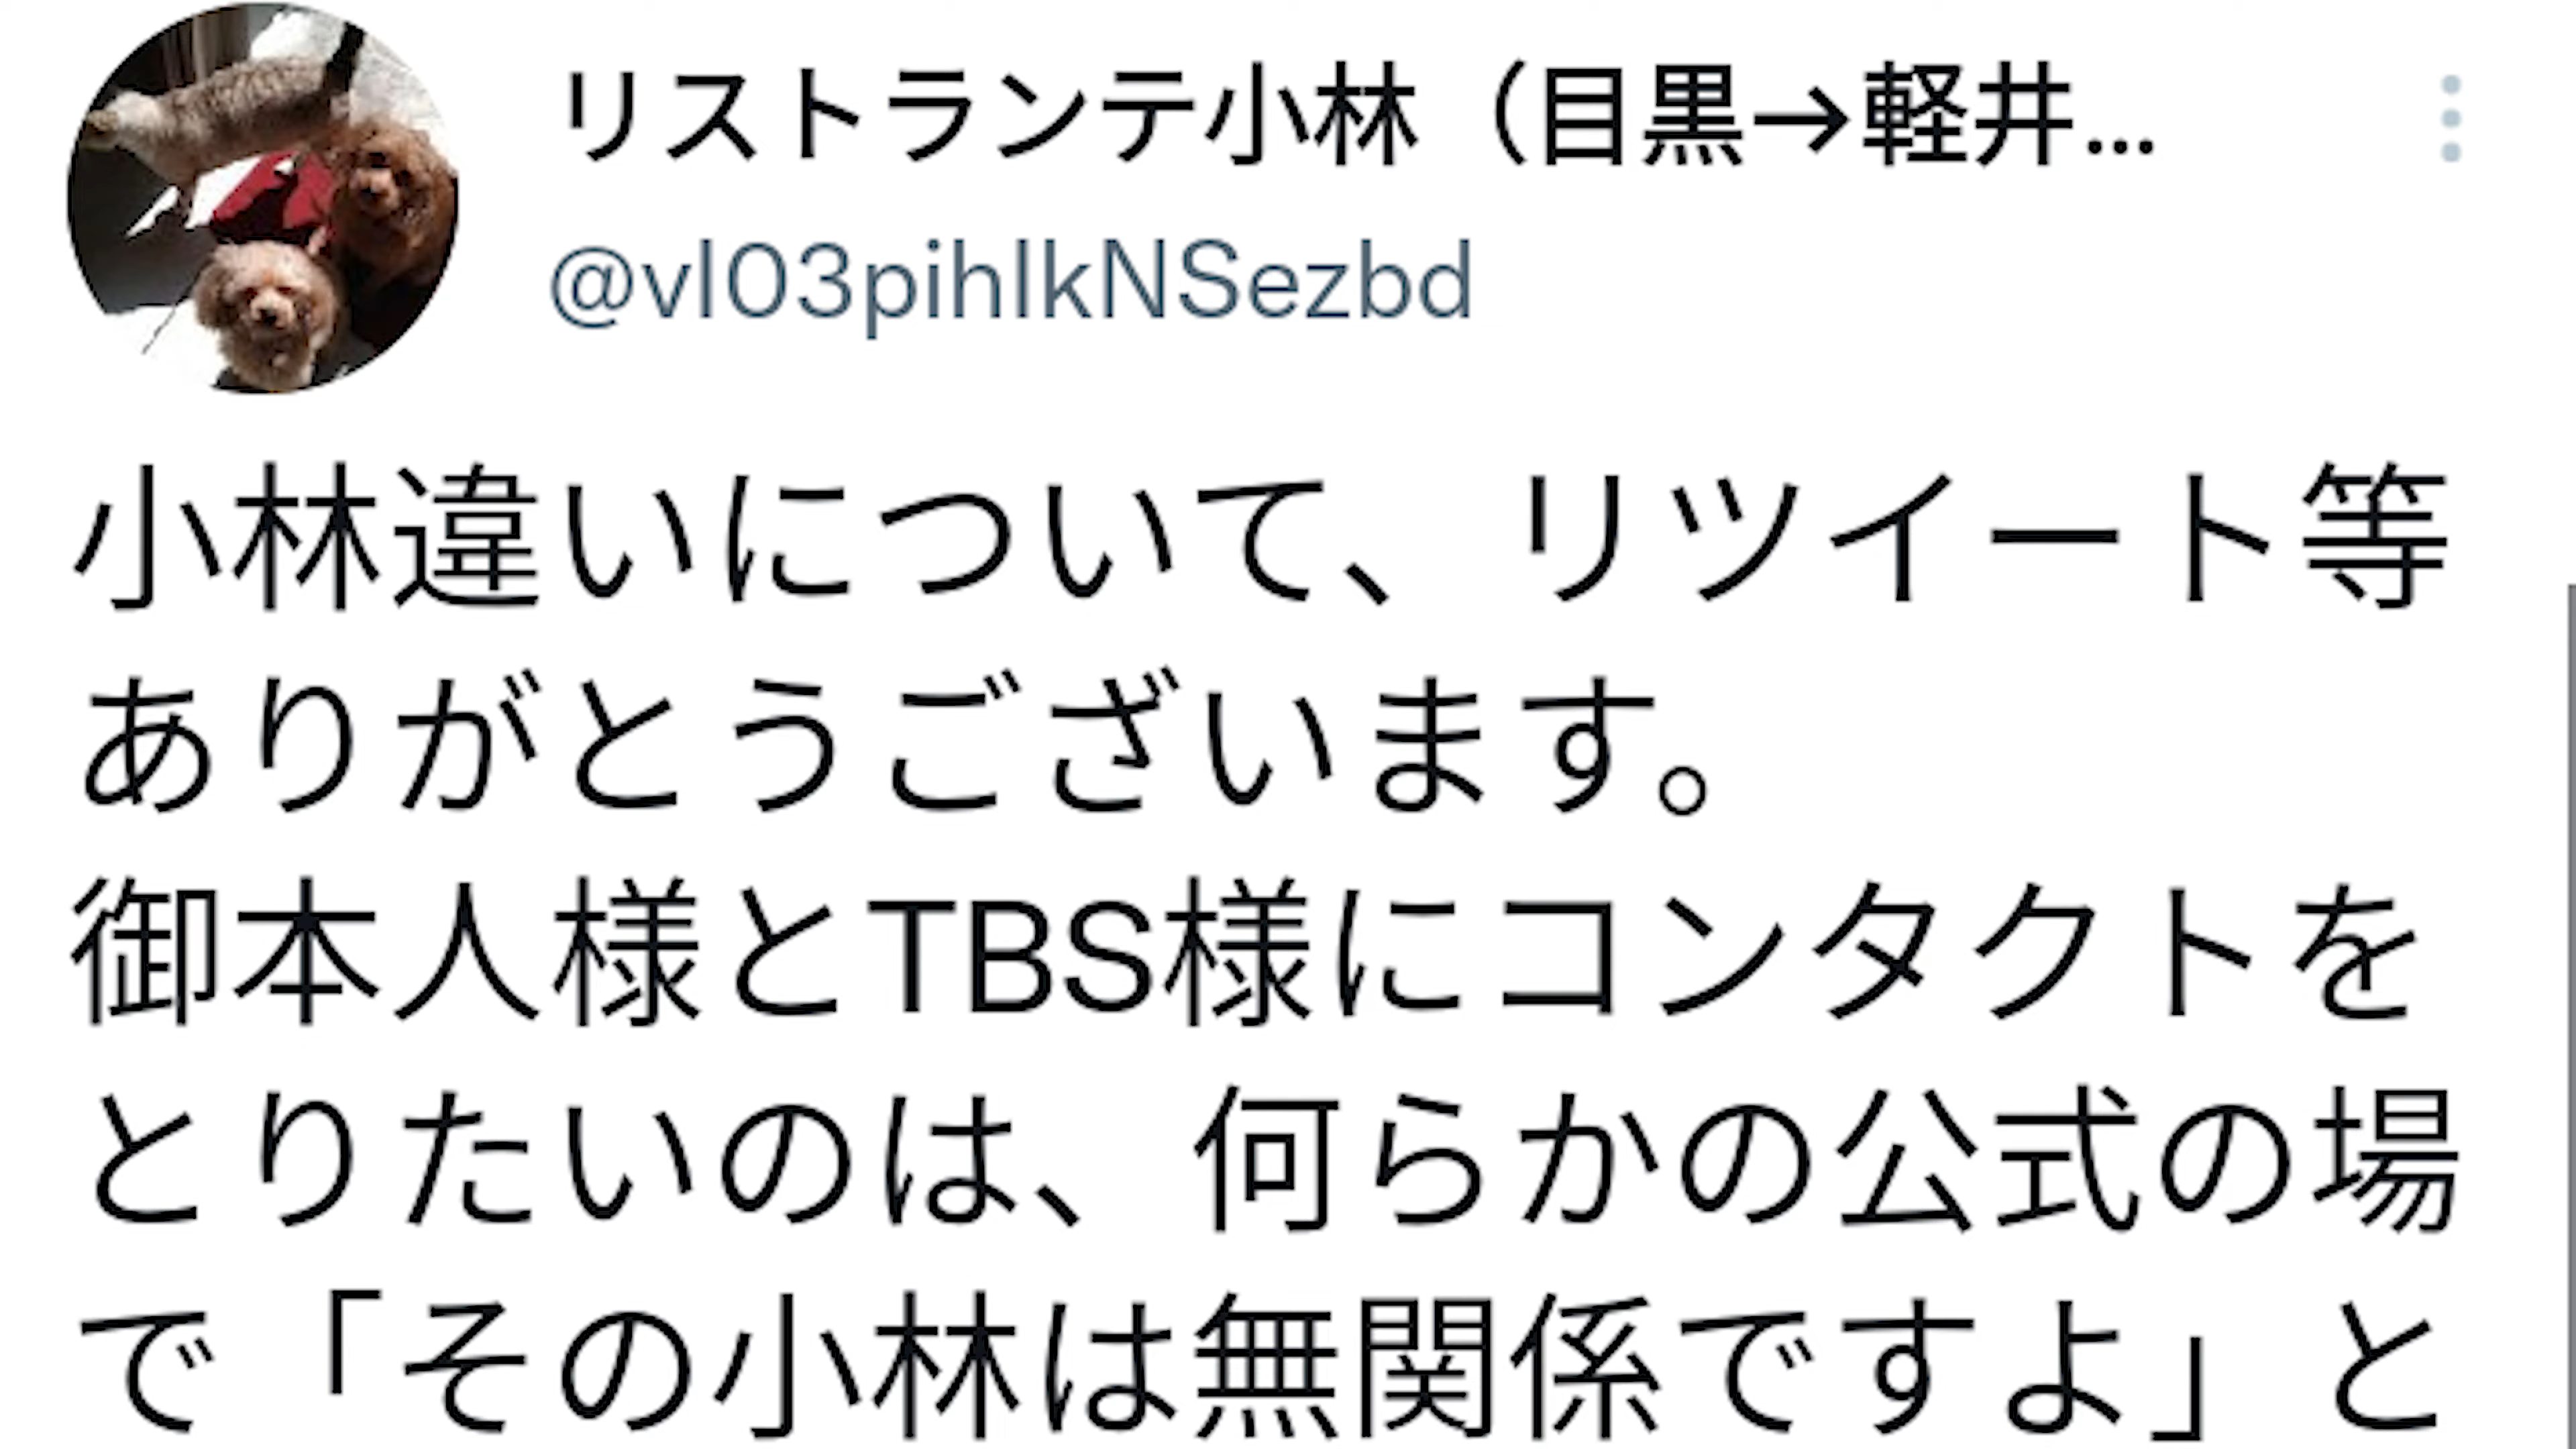 リストランテ小林（目黒→軽井...
@vl03pihlkNSezbd
小林違いについて、リツイート等
ありがとうございます。
御本人様とTBS様にコンタクトを
とりたいのは、何らかの公式の場
で「その小林は無関係ですよ」と